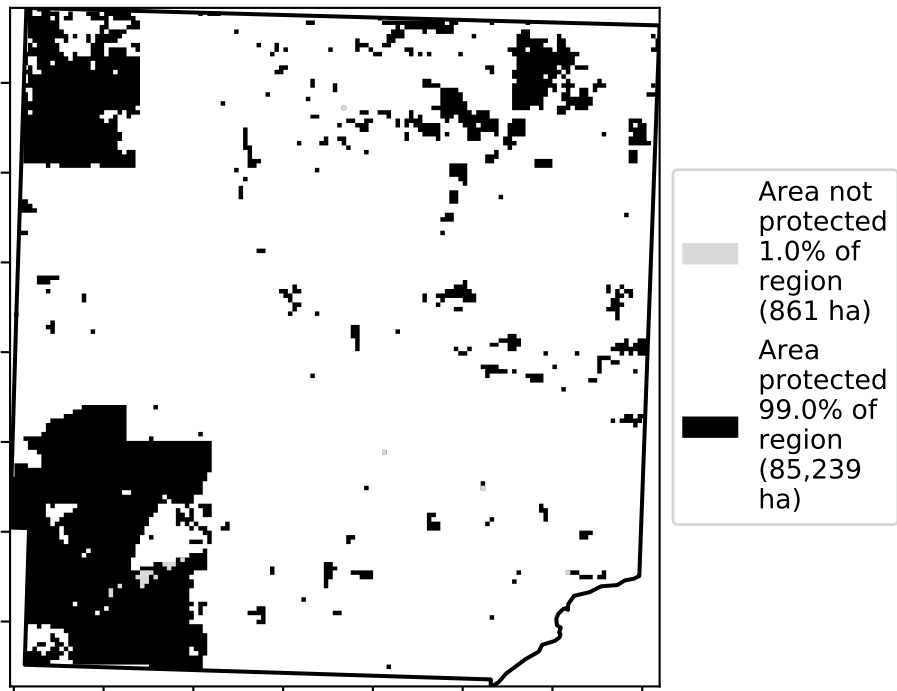 Area not
protected
1.0% of
region
(861 ha)
Area
protected
99.0% of
region
(85,239
ha)